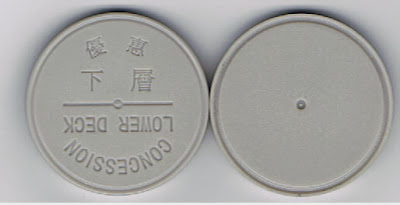 CONCESSION
LOWER DECK
下層
優惠